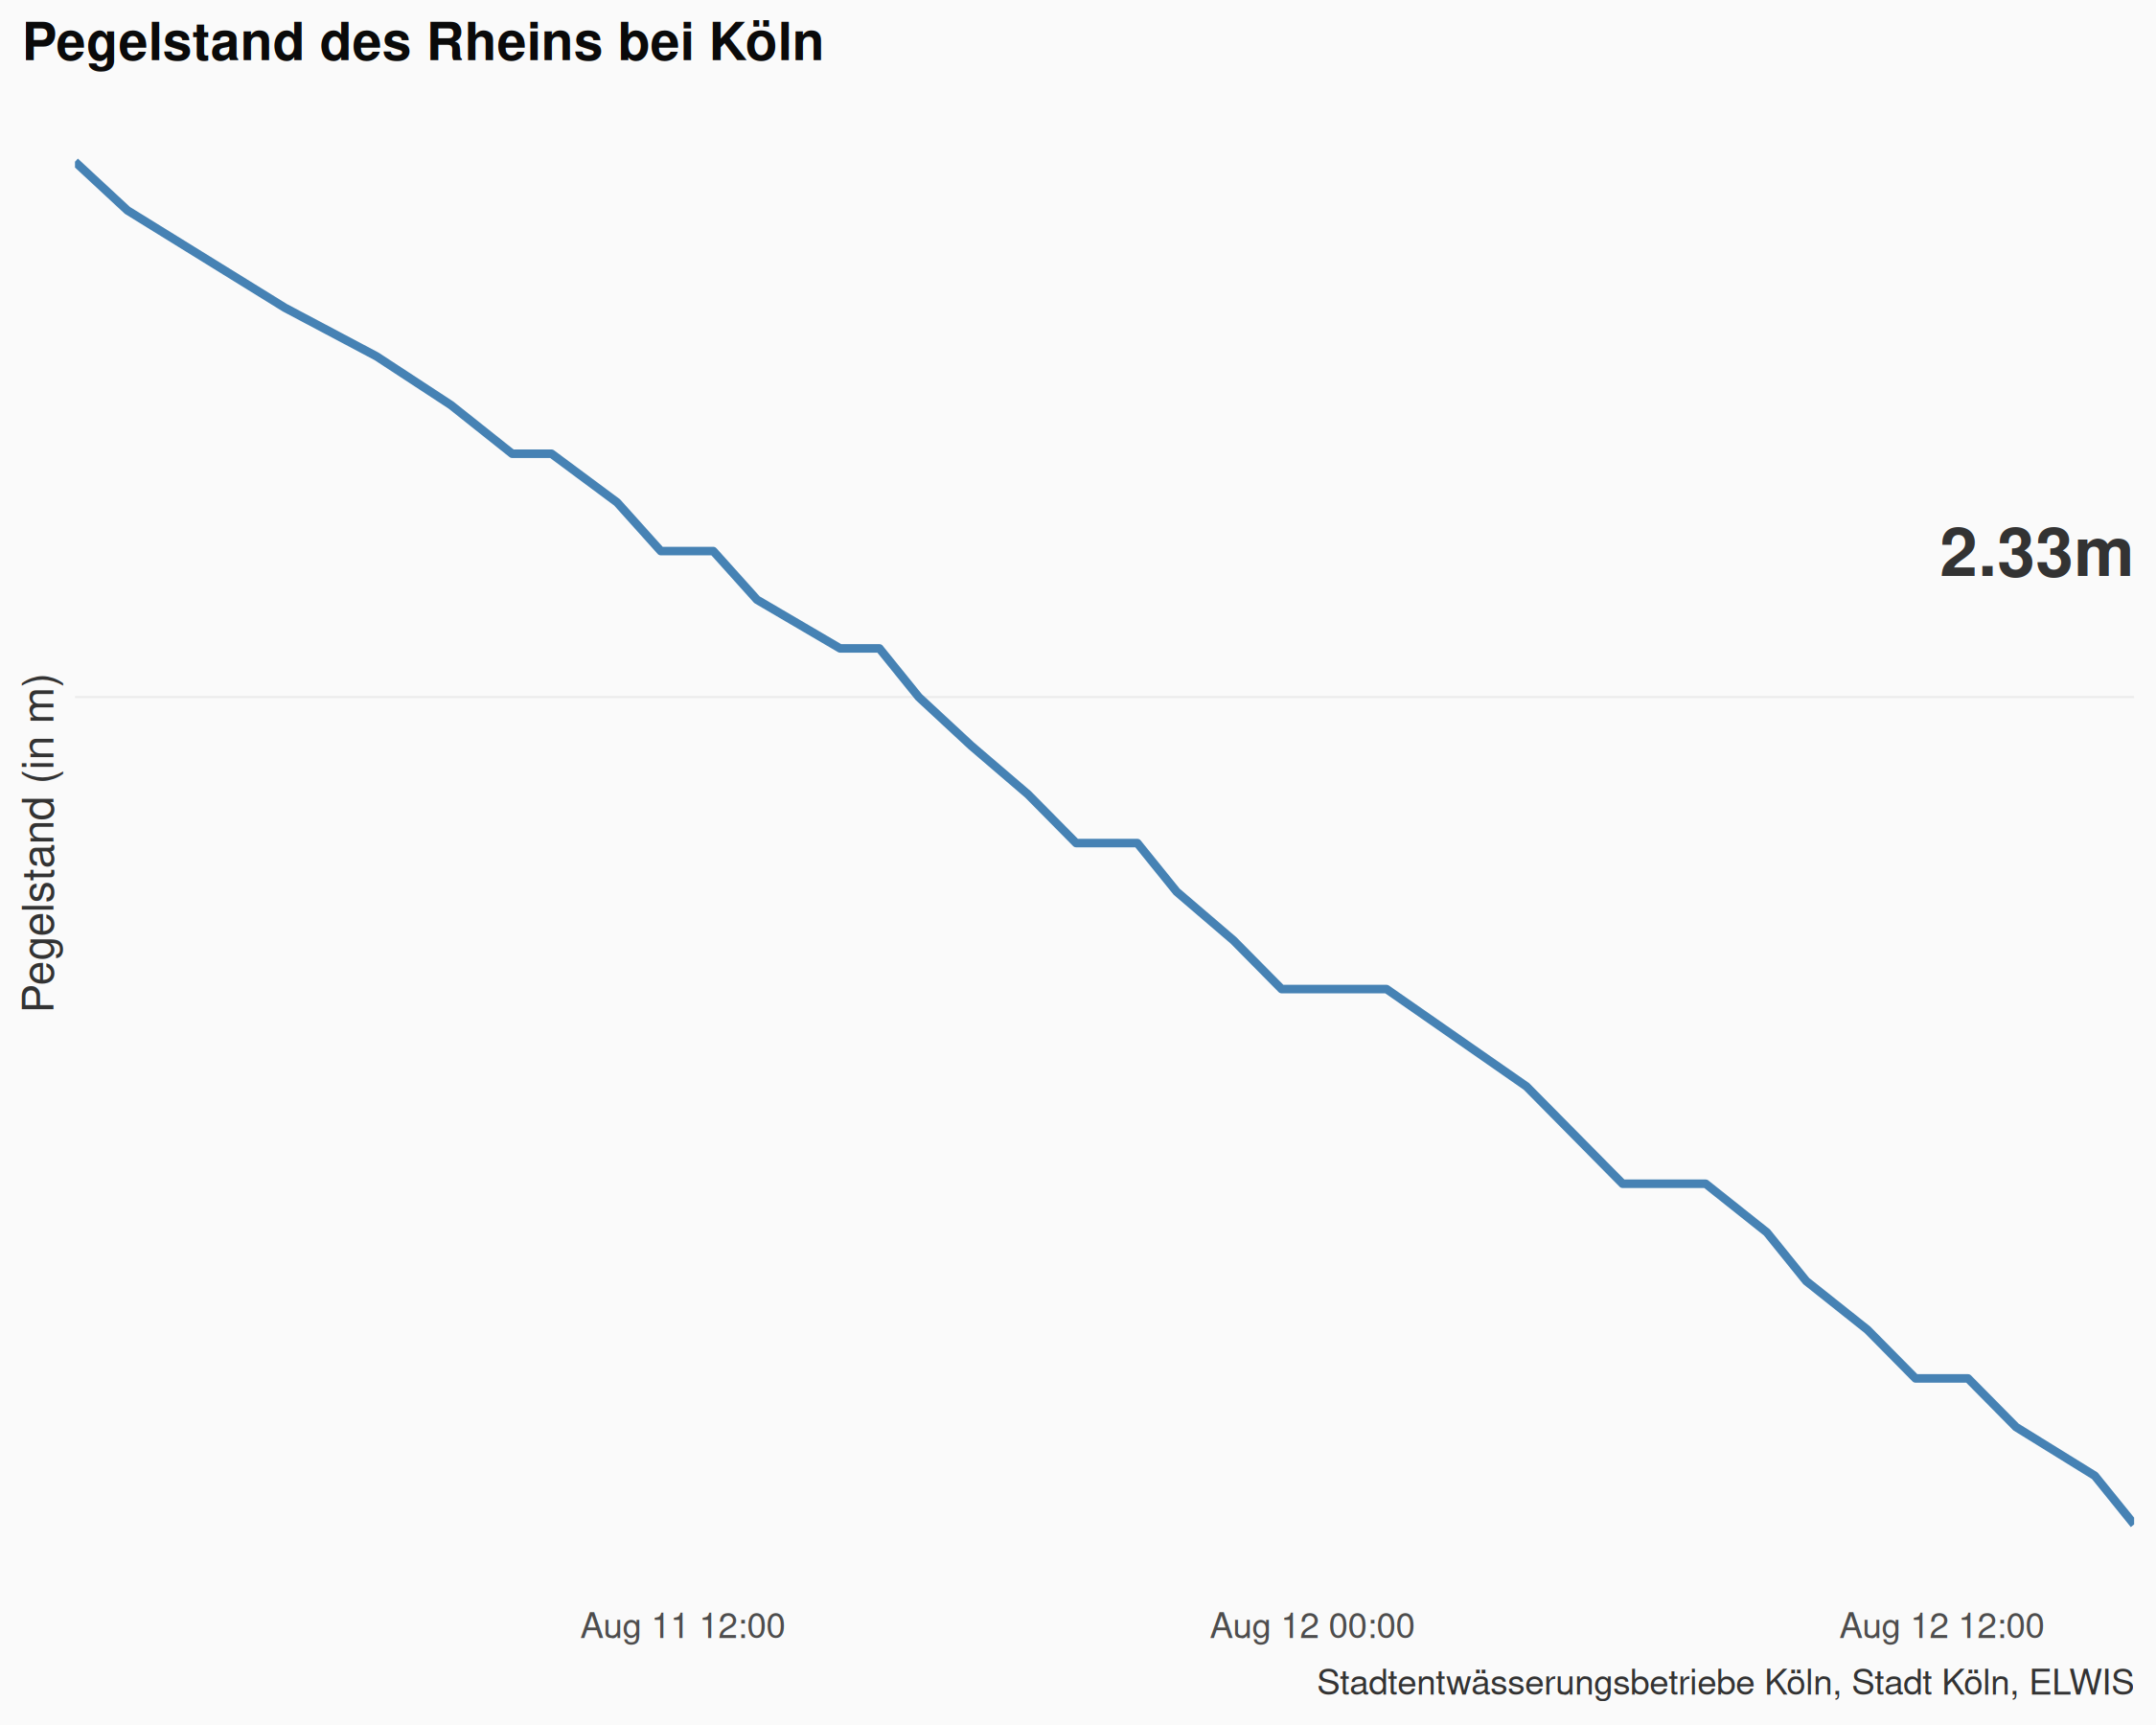 Pegelstand des Rheins bei Köln
2.33m
Pegelstand (in m)
Aug 11 12:00
Aug 12 00:00
Aug 12 12:00
Stadtentwässerungsbetriebe Köln, Stadt Köln, ELWIS